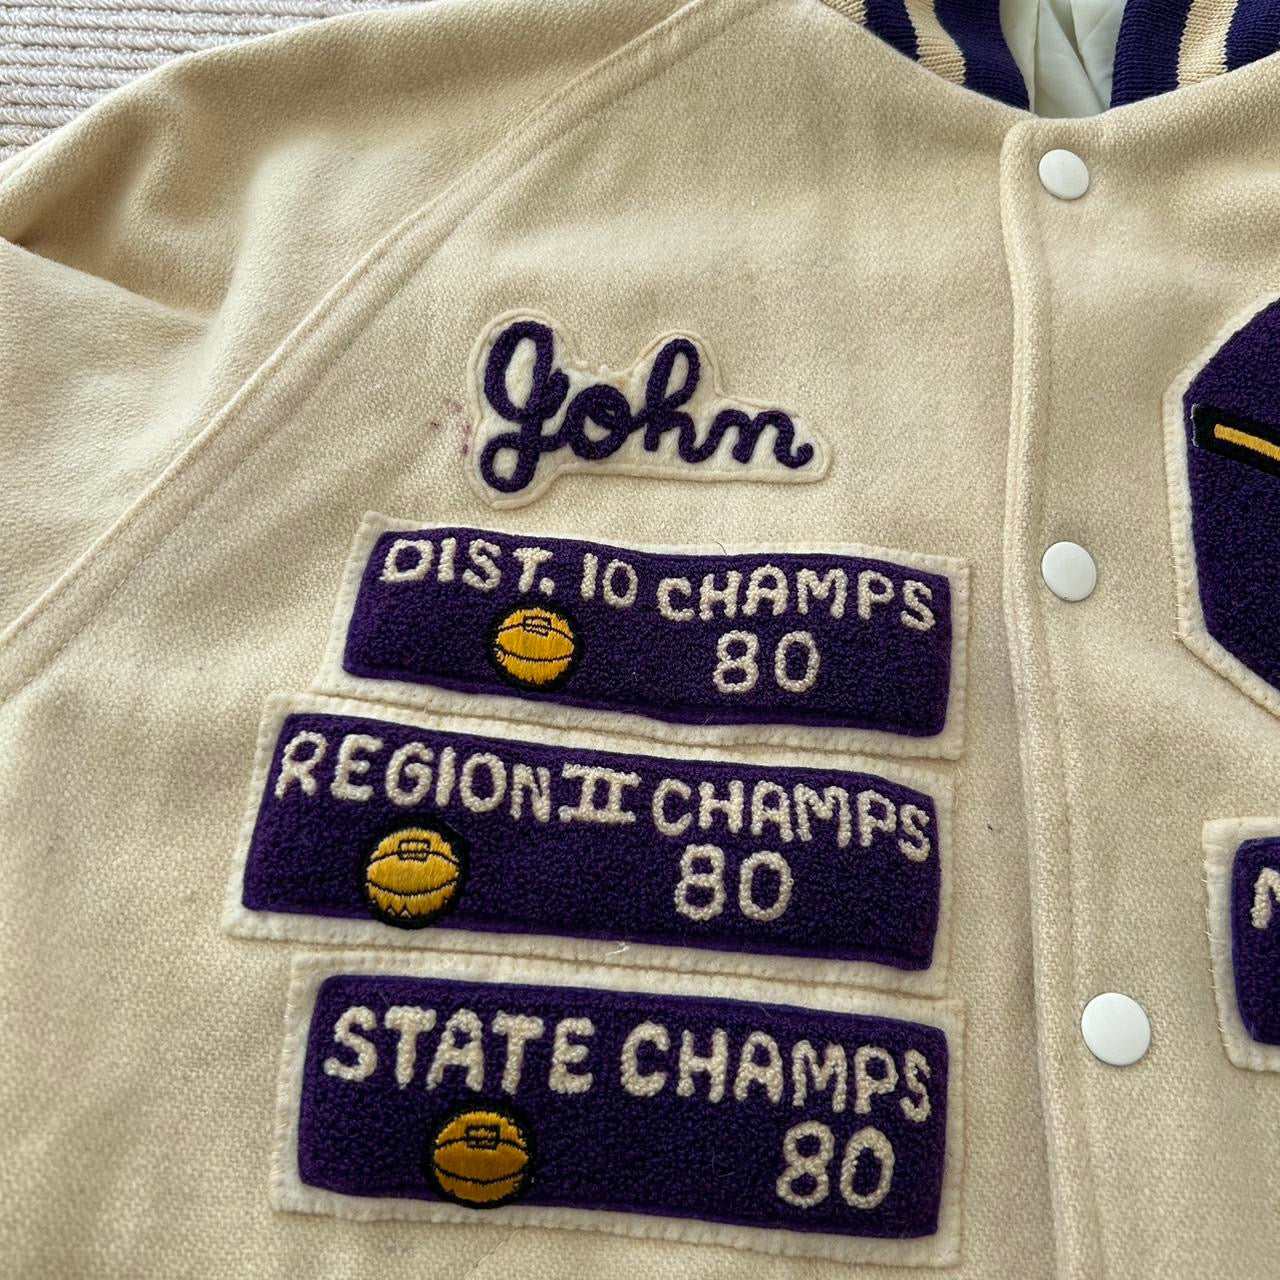 John
DIST. 10 CHAMPS
80
REGION II CHAMPS
80
STATE CHAMPS
80